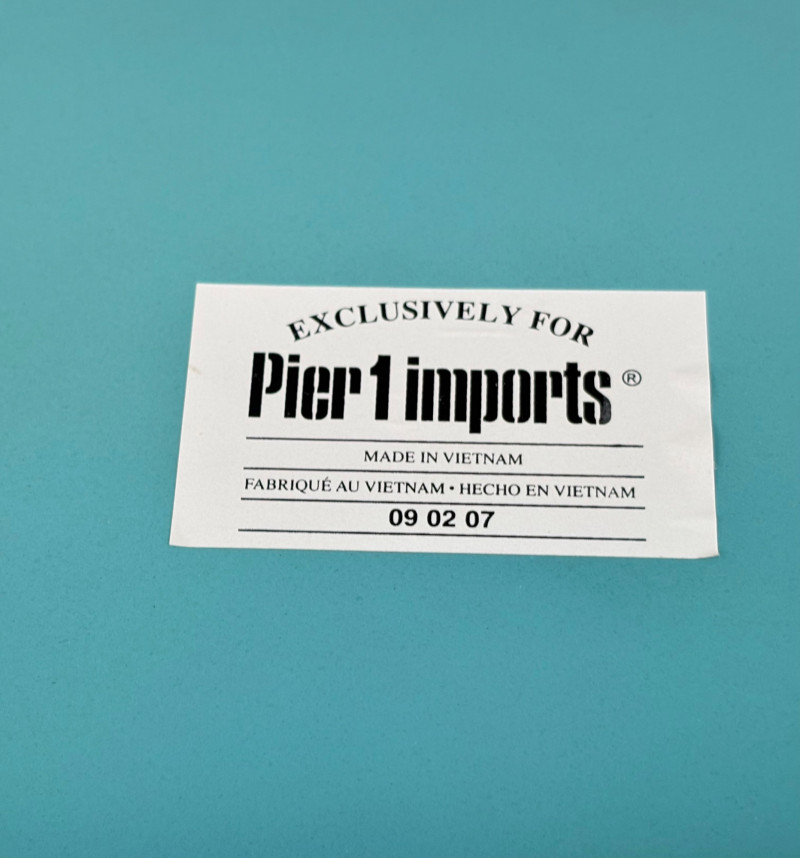 EXCLUSIVELY FOR
Pier 1 imports ®
MADE IN VIETNAM
FABRIQUÉ AU VIETNAM • HECHO EN VIETNAM
09 02 07